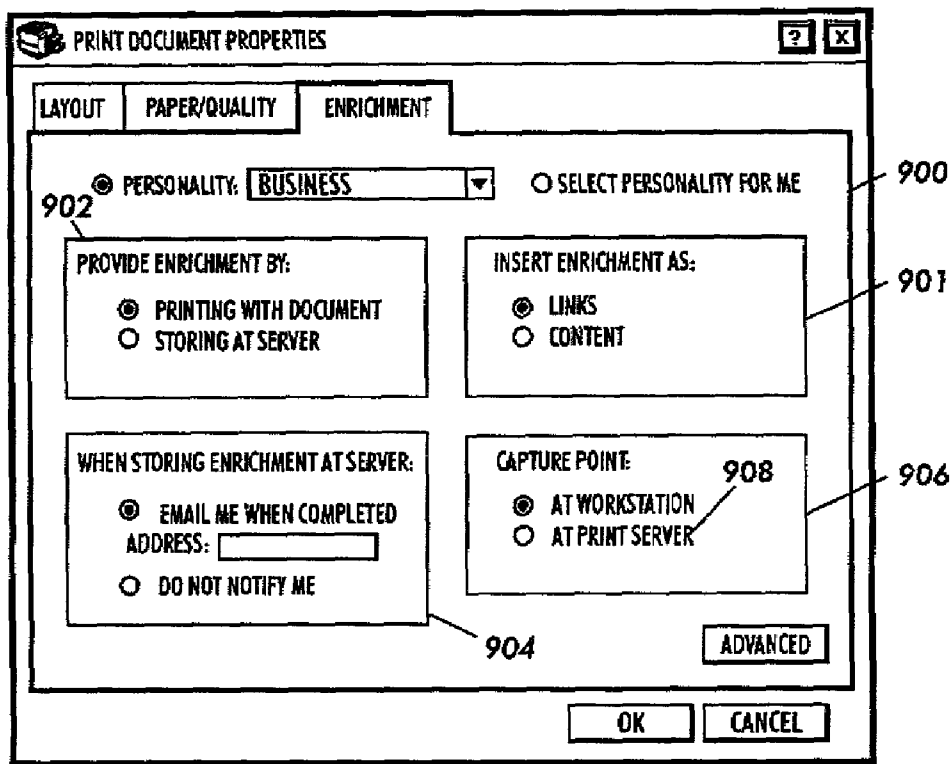 PRINT DOCUMENT PROPERTIES
? X
LAYOUT PAPER/QUALITY ENRICHMENT
PERSONALITY: BUSINESS SELECT PERSONALITY FOR ME
900
902
PROVIDE ENRICHMENT BY:
PRINTING WITH DOCUMENT
STORING AT SERVER
INSERT ENRICHMENT AS:
LINKS
CONTENT
901
WHEN STORING ENRICHMENT AT SERVER:
EMAIL ME WHEN COMPLETED
ADDRESS:
DO NOT NOTIFY ME
904
CAPTURE POINT:
908
AT WORKSTATION
AT PRINT SERVER
906
ADVANCED
OK CANCEL